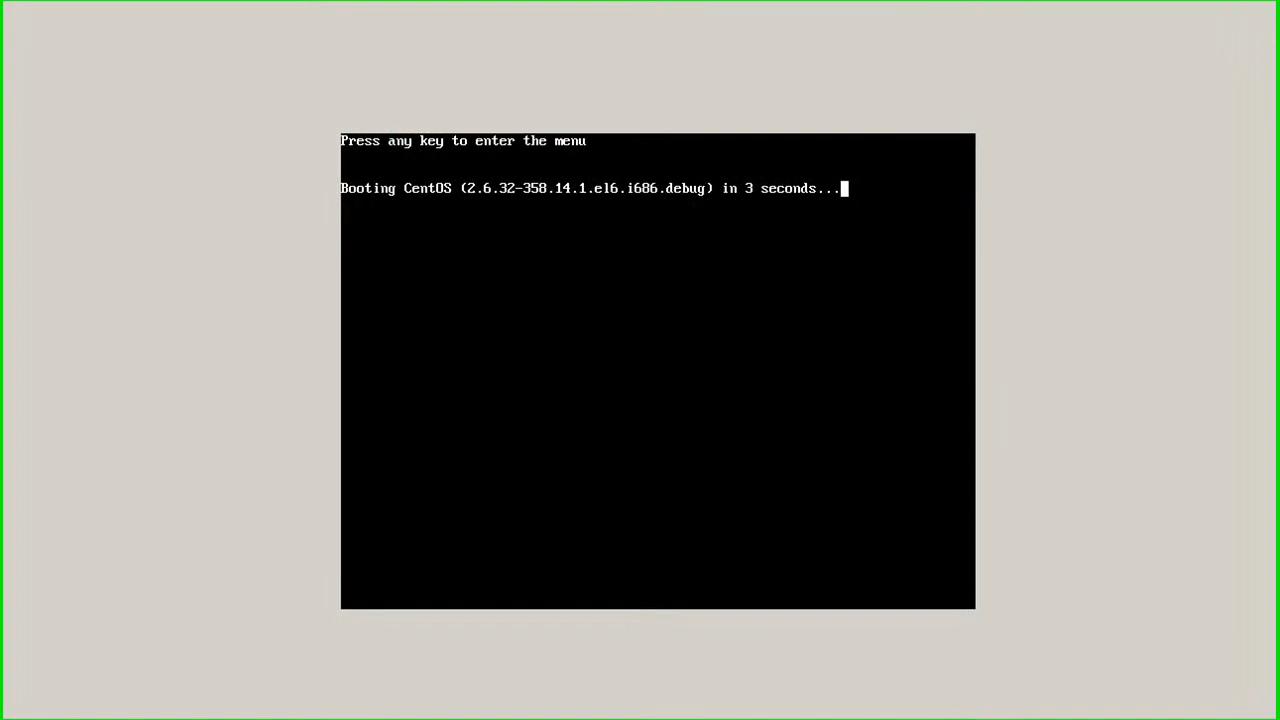 Press any key to enter the menu
Booting CentOS (2.6.32-358.14.1.el6.i686.debug) in 3 seconds...